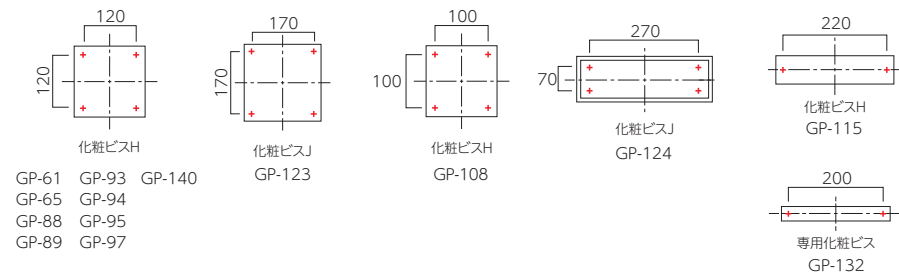 120
120
化粧ビスH
GP-61 GP-93 GP-140
GP-65 GP-94
GP-88 GP-95
GP-89 GP-97
170
170
化粧ビスJ
GP-123
100
100
化粧ビスH
GP-108
270
70
化粧ビスJ
GP-124
220
化粧ビスH
GP-115
200
専用化粧ビス
GP-132